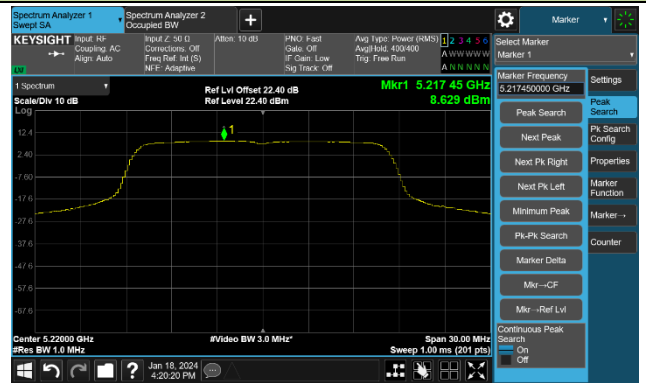 Spectrum Analyzer 1
Swept SA
Spectrum Analyzer 2
Occupied BW
+
Marker
KEYSIGHT
Input: RF
Coupling: AC
Align: Auto
Input Z: 50 Ω
Corrections: Off
Freq Ref: Int (S)
NFE: Adaptive
Atten: 10 dB
PNO: Fast
Gate: Off
IF Gain: Low
Sig Track: Off
Avg Type: Power (RMS)
Avg|Hold: 400/400
Trig: Free Run
1 2 3 4 5 6
A W W W W W
A N N N N N
Select Marker
Marker 1
1 Spectrum
Scale/Div 10 dB
Log
Ref Lvl Offset 22.40 dB
Ref Level 22.40 dBm
Mkr1 5.217 45 GHz
8.629 dBm
1
12.4
2.40
-7.60
-17.6
-27.6
-37.6
-47.6
-57.6
-67.6
Center 5.22000 GHz
#Res BW 1.0 MHz
#Video BW 3.0 MHz*
Span 30.00 MHz
Sweep 1.00 ms (201 pts)
Marker Frequency
5.217450000 GHz
Peak Search
Next Peak
Next Pk Right
Next Pk Left
Minimum Peak
Pk-Pk Search
Marker Delta
Mkr→CF
Mkr→Ref Lvl
Continuous Peak
Search
On
Off
Settings
Peak
Search
Pk Search
Config
Properties
Marker
Function
Marker→
Counter
?
Jan 18, 2024
4:20:20 PM